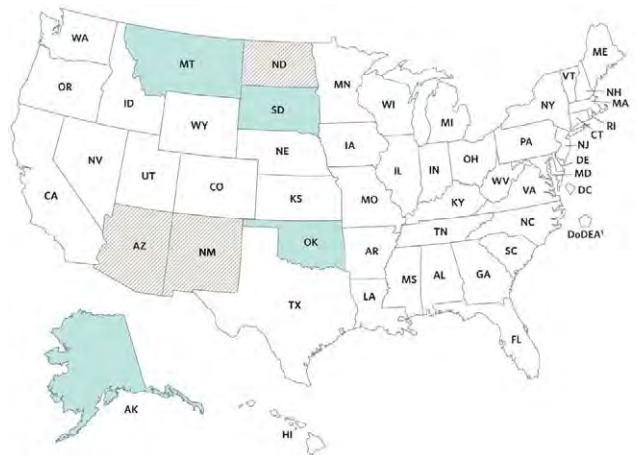 WA
MT
ND
MN
ME
OR
ID
SD
WI
VT
NH
MA
NY
WY
MI
RI
CT
NE
IA
PA
NJ
NV
UT
CO
IL
IN
OH
DE
MD
WV
VA
DC
CA
KS
MO
KY
NC
DoDEA¹
TN
AZ
NM
OK
AR
SC
MS
AL
GA
TX
LA
FL
AK
HI